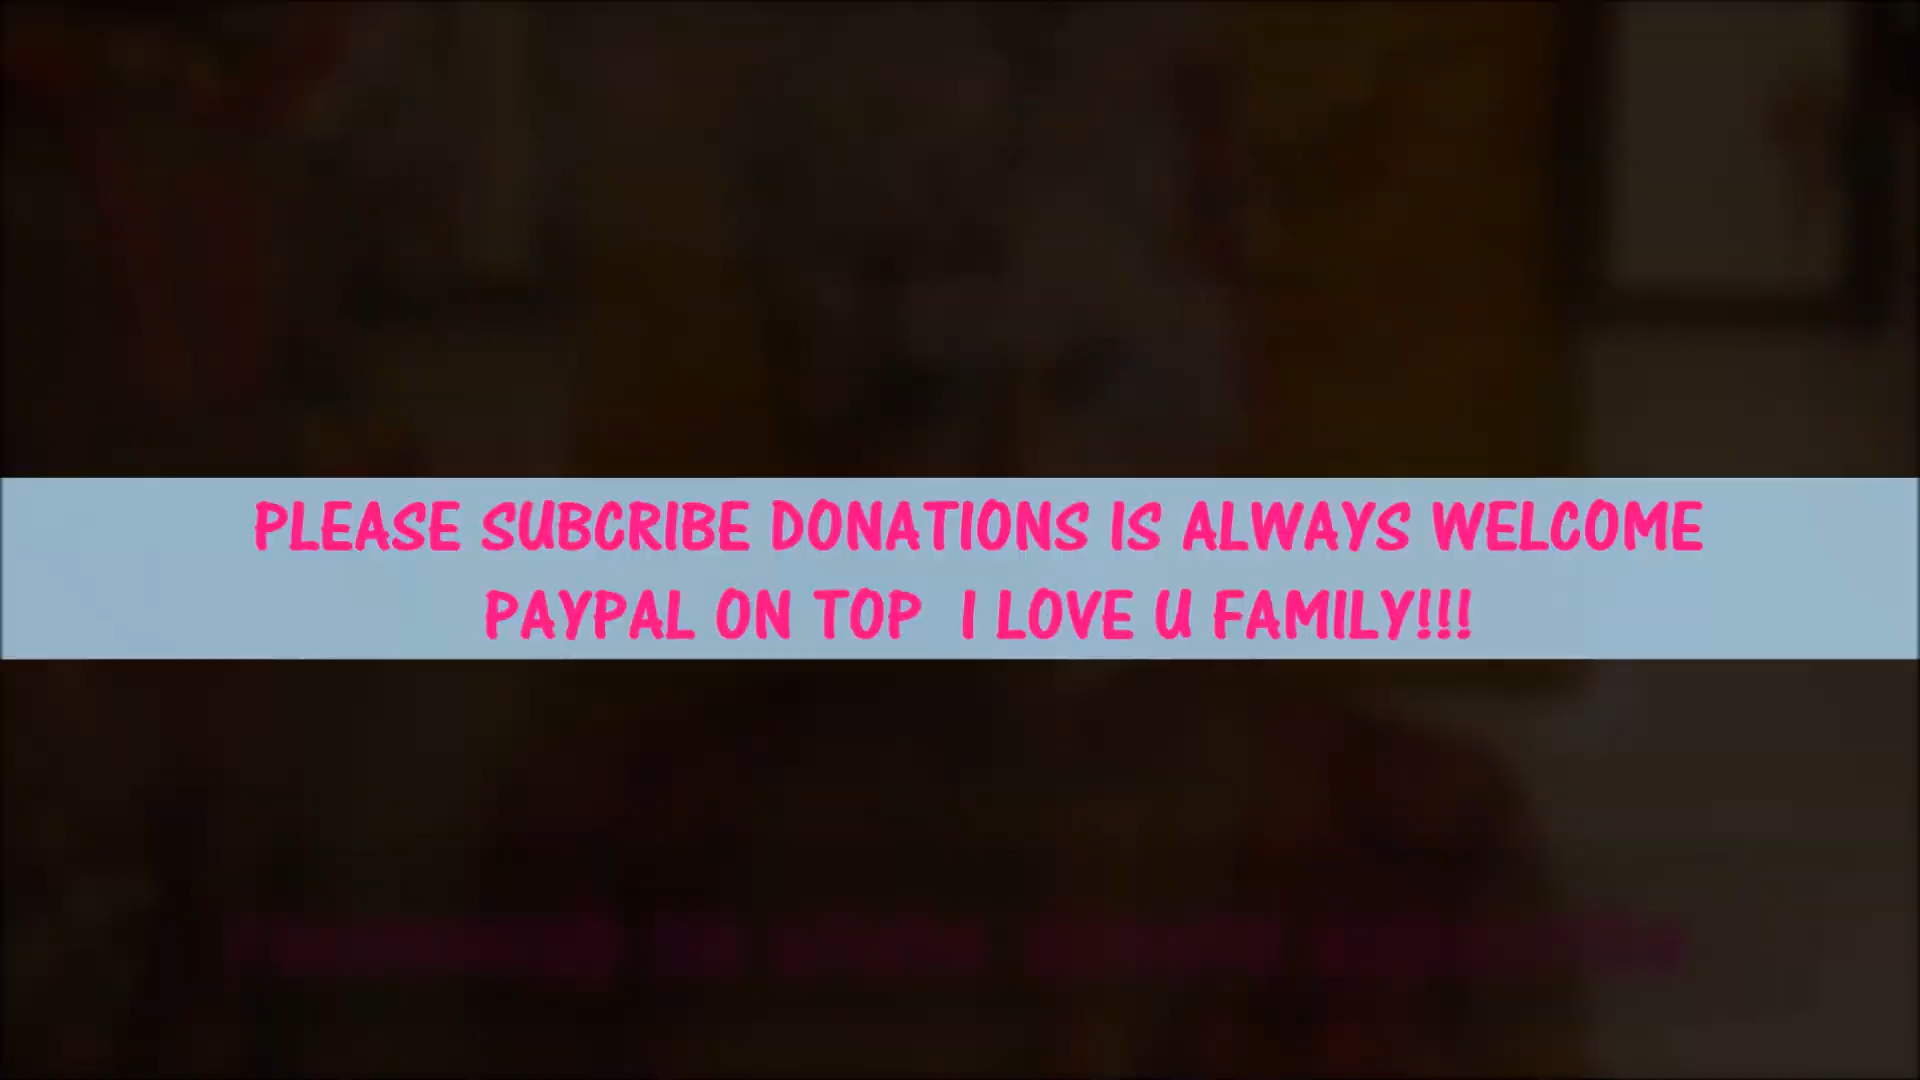 PLEASE SUBCRIBE DONATIONS IS ALWAYS WELCOME
PAYPAL ON TOP I LOVE U FAMILY!!!